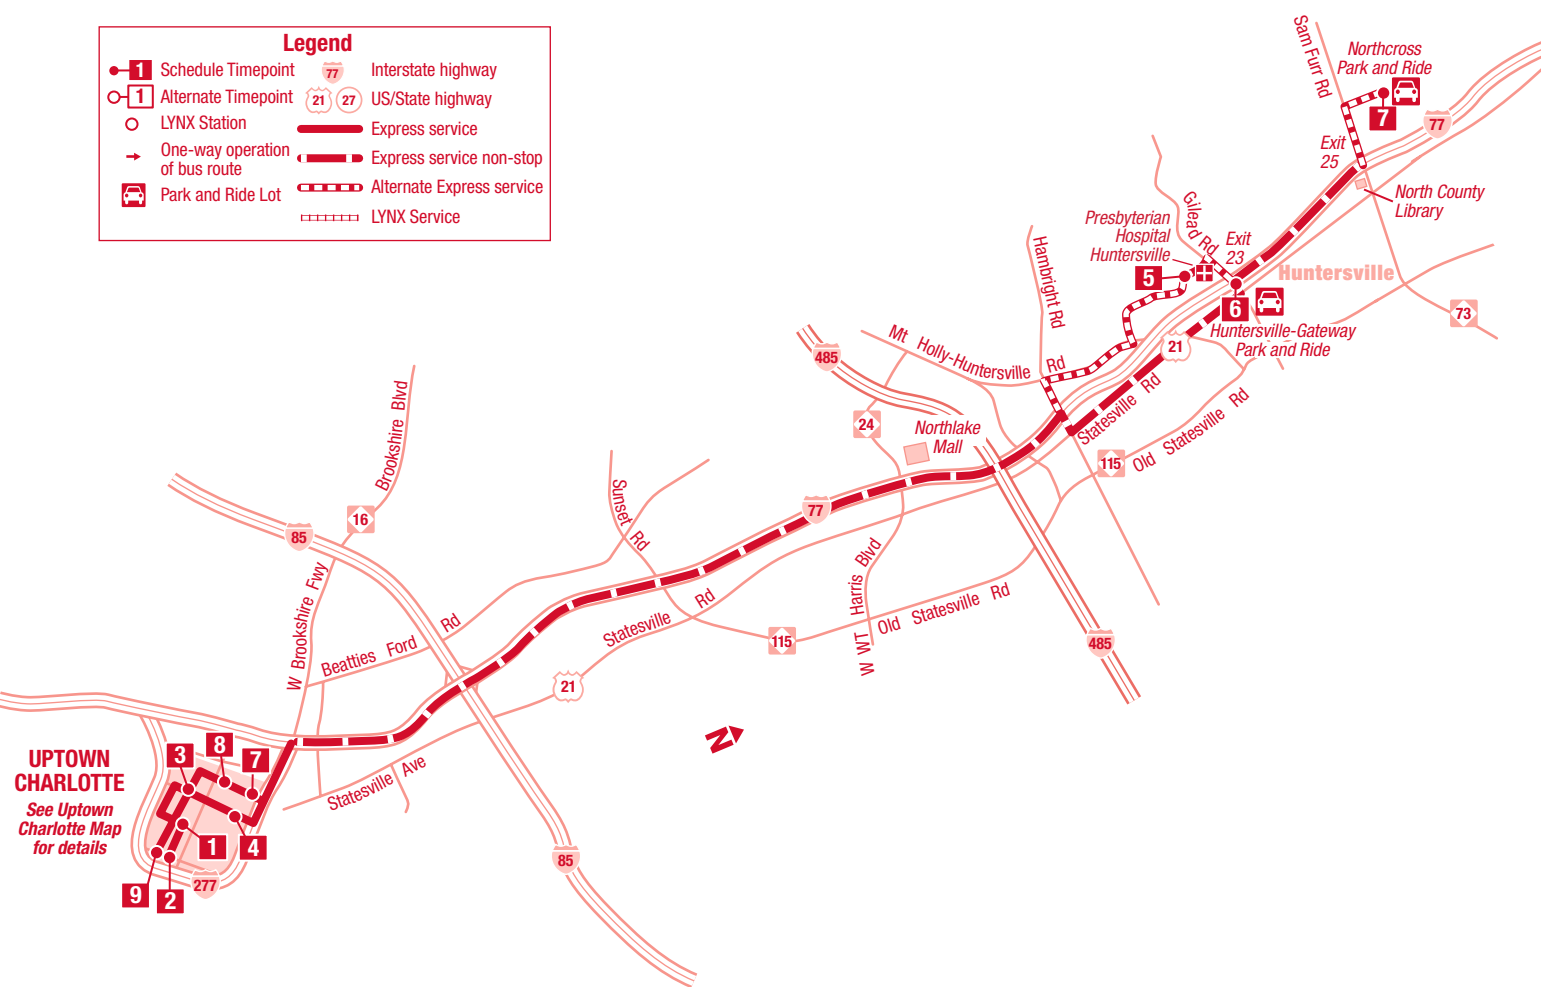 Legend
1 Schedule Timepoint
1 Alternate Timepoint
LYNX Station
One-way operation
of bus route
Park and Ride Lot
77 Interstate highway
21 27 US/State highway
Express service
Express service non-stop
Alternate Express service
LYNX Service
Sam Furr Rd
Northcross
Park and Ride
7
77
Exit
25
North County
Library
Gilead Rd
Presbyterian
Hospital
Huntersville
Exit
23
5
6
Huntersville
Huntersville-Gateway
Park and Ride
73
21
Hambright Rd
Mt Holly-Huntersville Rd
485
24
Northlake
Mall
Statesville Rd
115
Old Statesville Rd
Brookshire Blvd
16
85
Sunset Rd
77
W Brookshire Fwy
Beatties Ford Rd
Statesville Rd
W WT Harris Blvd
Old Statesville Rd
115
485
21
N
UPTOWN
CHARLOTTE
See Uptown
Charlotte Map
for details
3
8
7
1
4
9
2
277
Statesville Ave
85